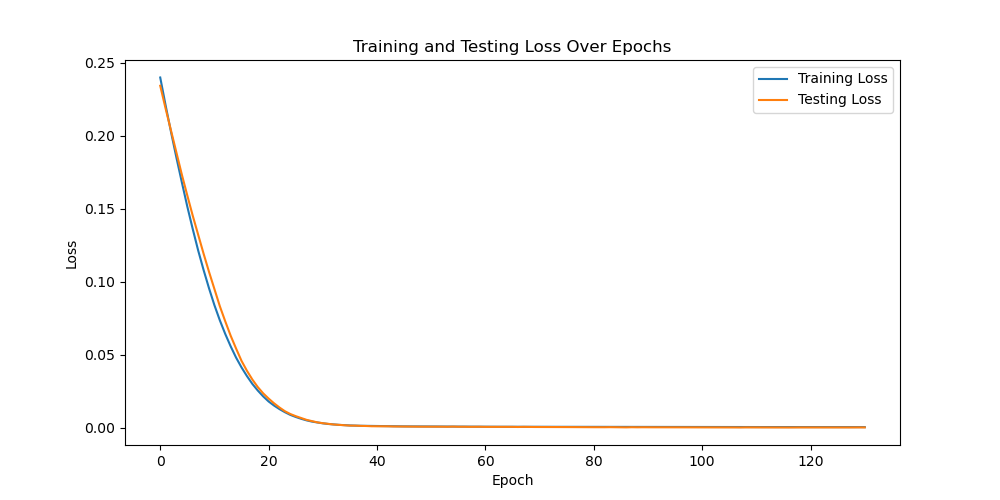 Training and Testing Loss Over Epochs
Training Loss
Testing Loss
0.25
0.20
0.15
0.10
0.05
0.00
Loss
0 20 40 60 80 100 120
Epoch